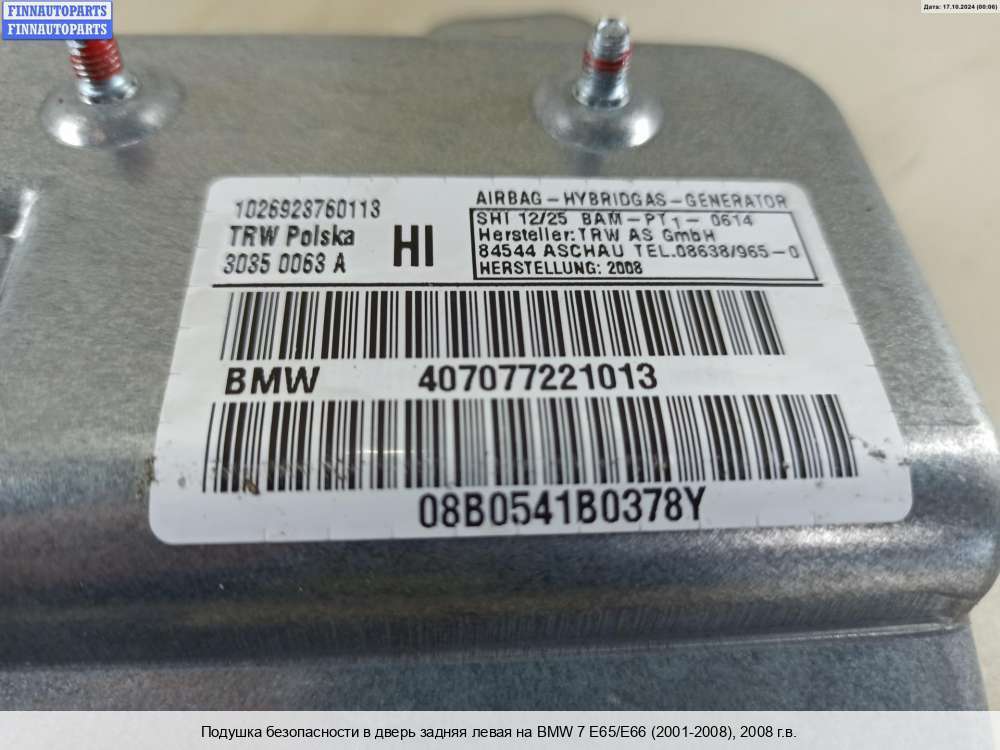 FINNAUTOPARTS
FINNAUTOPARTS
Дата: 17.10.2024 (00:06)
1026923760113
TRW Polska
3035 0063 A
HI
AIRBAG-HYBRIDGAS-GENERATOR
SHI 12/25 BAM-PT1- 0614
Hersteller: TRW AS GmbH
84544 ASCHAU TEL.08638/965-0
HERSTELLUNG: 2008
BMW 407077221013
08B0541B0378Y
Подушка безопасности в дверь задняя левая на BMW 7 E65/E66 (2001-2008), 2008 г.в.